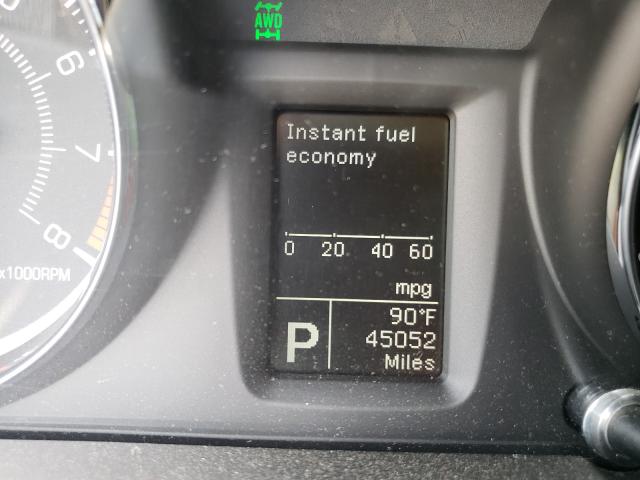 AWD
6
7
8
x1000RPM
Instant fuel
economy
0 20 40 60
mpg
90°F
P
45052
Miles